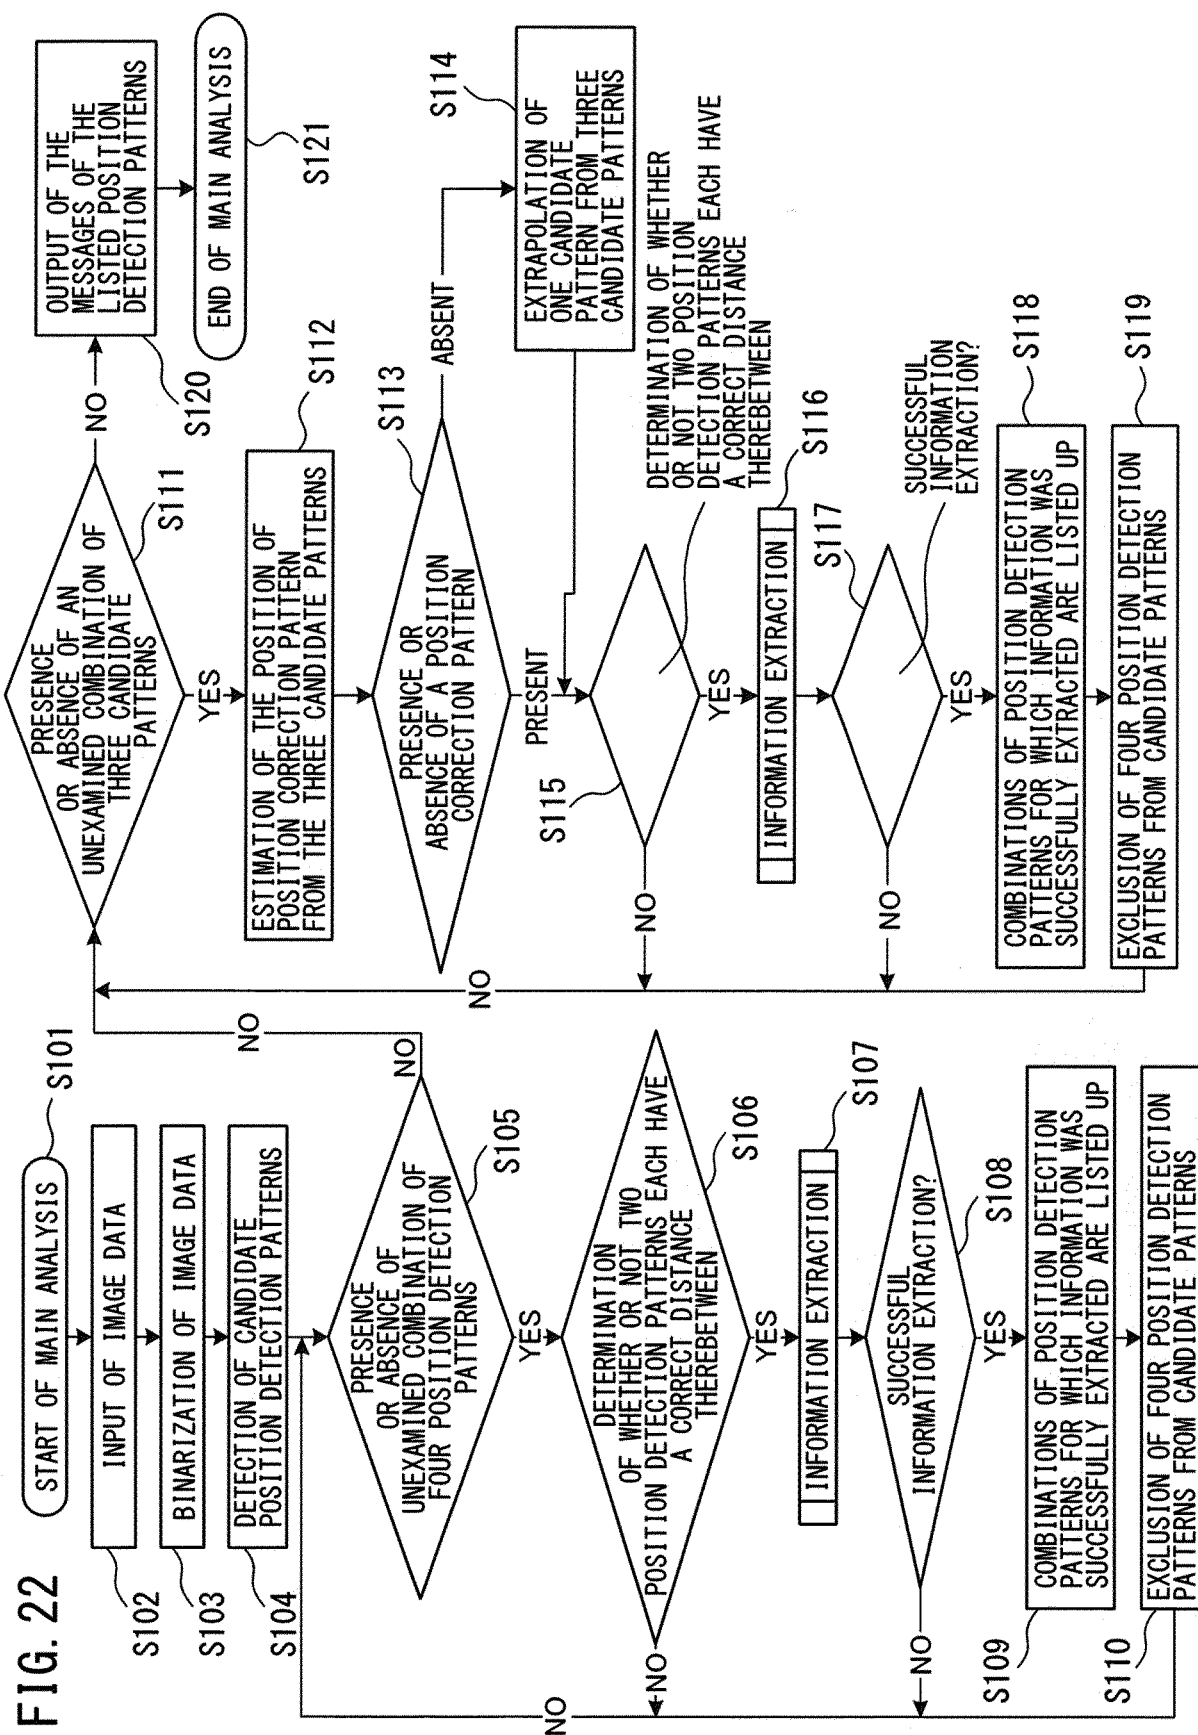 FIG. 22
START OF MAIN ANALYSIS
S101
INPUT OF IMAGE DATA
S102
BINARIZATION OF IMAGE DATA
S103
DETECTION OF CANDIDATE
POSITION DETECTION PATTERNS
S104
PRESENCE
OR ABSENCE OF
UNEXAMINED COMBINATION OF
FOUR POSITION DETECTION
PATTERNS
S105
NO
NO
YES
DETERMINATION
OF WHETHER OR NOT TWO
POSITION DETECTION PATTERNS EACH HAVE
A CORRECT DISTANCE
THEREBETWEEN
S106
NO
YES
INFORMATION EXTRACTION
S107
SUCCESSFUL
INFORMATION EXTRACTION?
S108
NO
YES
COMBINATIONS OF POSITION DETECTION
PATTERNS FOR WHICH INFORMATION WAS
SUCCESSFULLY EXTRACTED ARE LISTED UP
S109
EXCLUSION OF FOUR POSITION DETECTION
PATTERNS FROM CANDIDATE PATTERNS
S110
NO
PRESENCE
OR ABSENCE OF AN
UNEXAMINED COMBINATION OF
THREE CANDIDATE
PATTERNS
S111
NO
YES
OUTPUT OF THE
MESSAGES OF THE
LISTED POSITION
DETECTION PATTERNS
S120
END OF MAIN ANALYSIS
S121
ESTIMATION OF THE POSITION OF
POSITION CORRECTION PATTERN
FROM THE THREE CANDIDATE PATTERNS
S112
PRESENCE OR
ABSENCE OF A POSITION
CORRECTION PATTERN
S113
ABSENT
PRESENT
EXTRAPOLATION OF
ONE CANDIDATE
PATTERN FROM THREE
CANDIDATE PATTERNS
S114
S115
DETERMINATION OF WHETHER
OR NOT TWO POSITION
DETECTION PATTERNS EACH HAVE
A CORRECT DISTANCE
THEREBETWEEN
NO
YES
INFORMATION EXTRACTION
S116
S117
SUCCESSFUL
INFORMATION
EXTRACTION?
NO
YES
COMBINATIONS OF POSITION DETECTION
PATTERNS FOR WHICH INFORMATION WAS
SUCCESSFULLY EXTRACTED ARE LISTED UP
S118
EXCLUSION OF FOUR POSITION DETECTION
PATTERNS FROM CANDIDATE PATTERNS
S119
NO